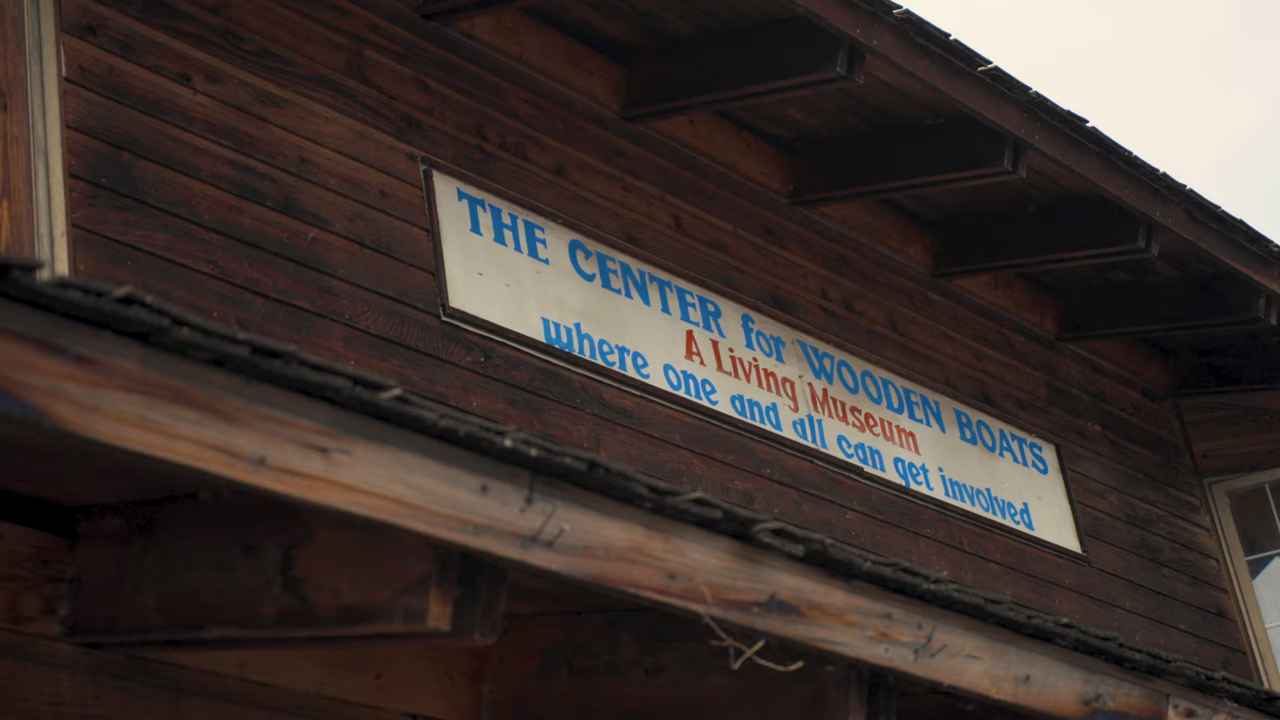 THE CENTER for WOODEN BOATS
A Living Museum
where one and all can get involved